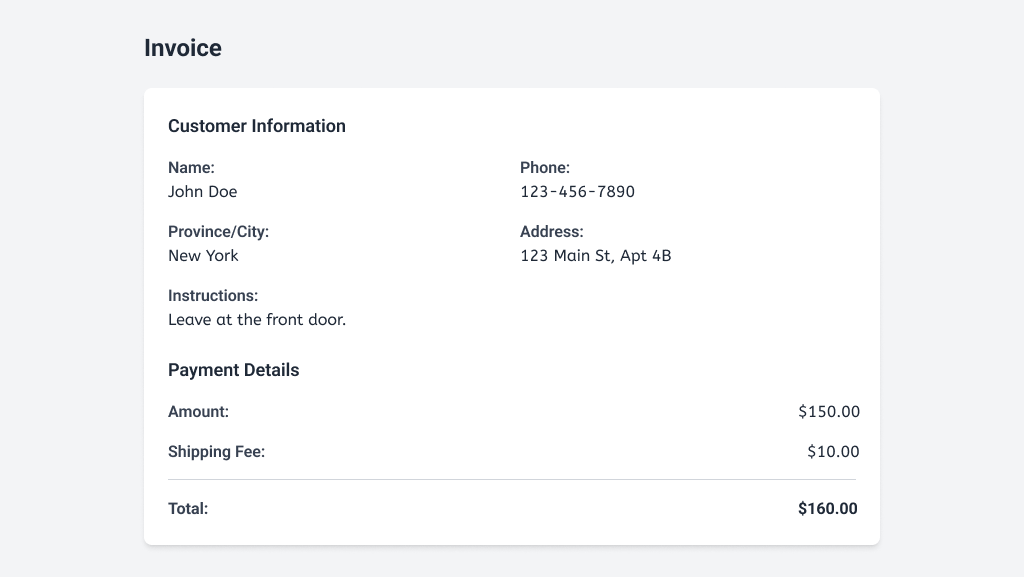 Invoice
Customer Information
Name:
John Doe
Phone:
123-456-7890
Province/City:
New York
Address:
123 Main St, Apt 4B
Instructions:
Leave at the front door.
Payment Details
Amount: $150.00
Shipping Fee: $10.00
Total: $160.00